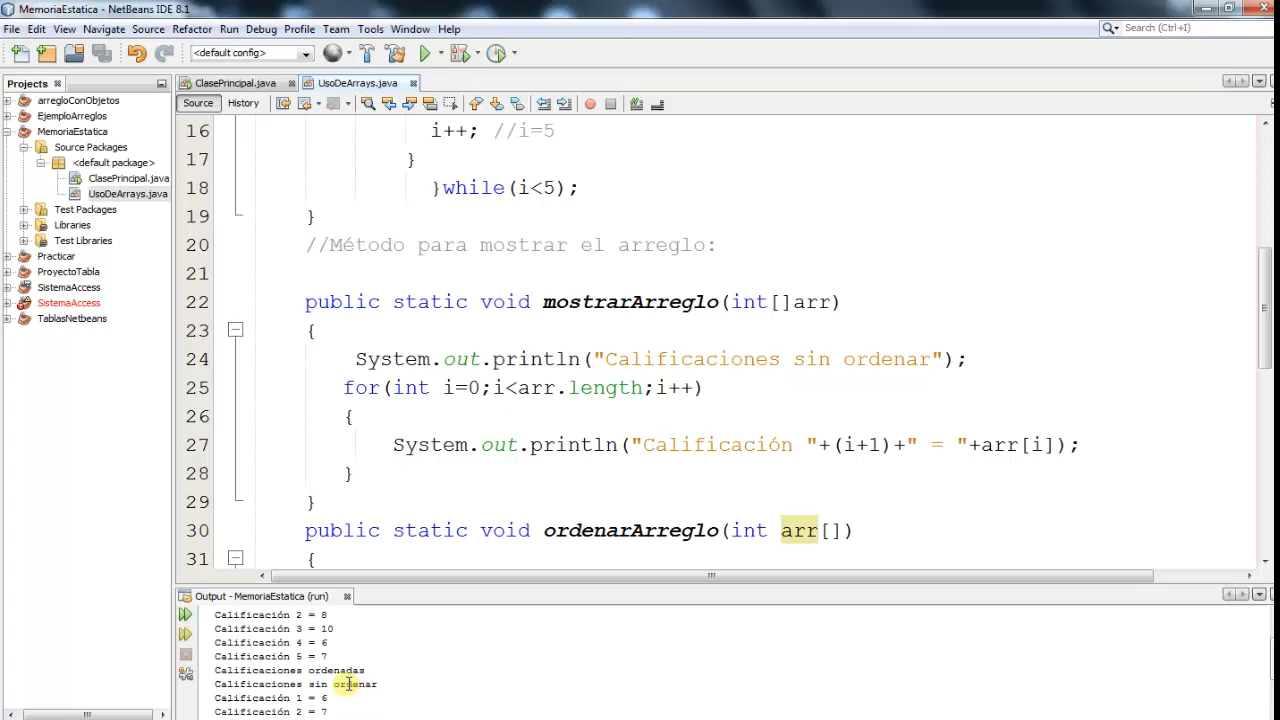 MemoriaEstatica - NetBeans IDE 8.1
File Edit View Navigate Source Refactor Run Debug Profile Team Tools Window Help
Search (Ctrl+I)
<default config>
Projects
ClasePrincipal.java
UsoDeArrays.java
Source History
arregloConObjetos
EjemploArreglos
MemoriaEstatica
Source Packages
<default package>
ClasePrincipal.java
UsoDeArrays.java
Test Packages
Libraries
Test Libraries
Practicar
ProyectoTabla
SistemaAccess
SistemaAccess
TablasNetbeans
16 i++; //i=5
17 }
18 }while(i<5);
19 }
20 //Método para mostrar el arreglo:
21
22 public static void mostrarArreglo(int[]arr)
23 {
24 System.out.println("Calificaciones sin ordenar");
25 for(int i=0;i<arr.length;i++)
26 {
27 System.out.println("Calificación "+(i+1)+" = "+arr[i]);
28 }
29 }
30 public static void ordenarArreglo(int arr[])
31 {
Output - MemoriaEstatica (run)
Calificación 2 = 8
Calificación 3 = 10
Calificación 4 = 6
Calificación 5 = 7
Calificaciones ordenadas
Calificaciones sin ordenar
Calificación 1 = 6
Calificación 2 = 7